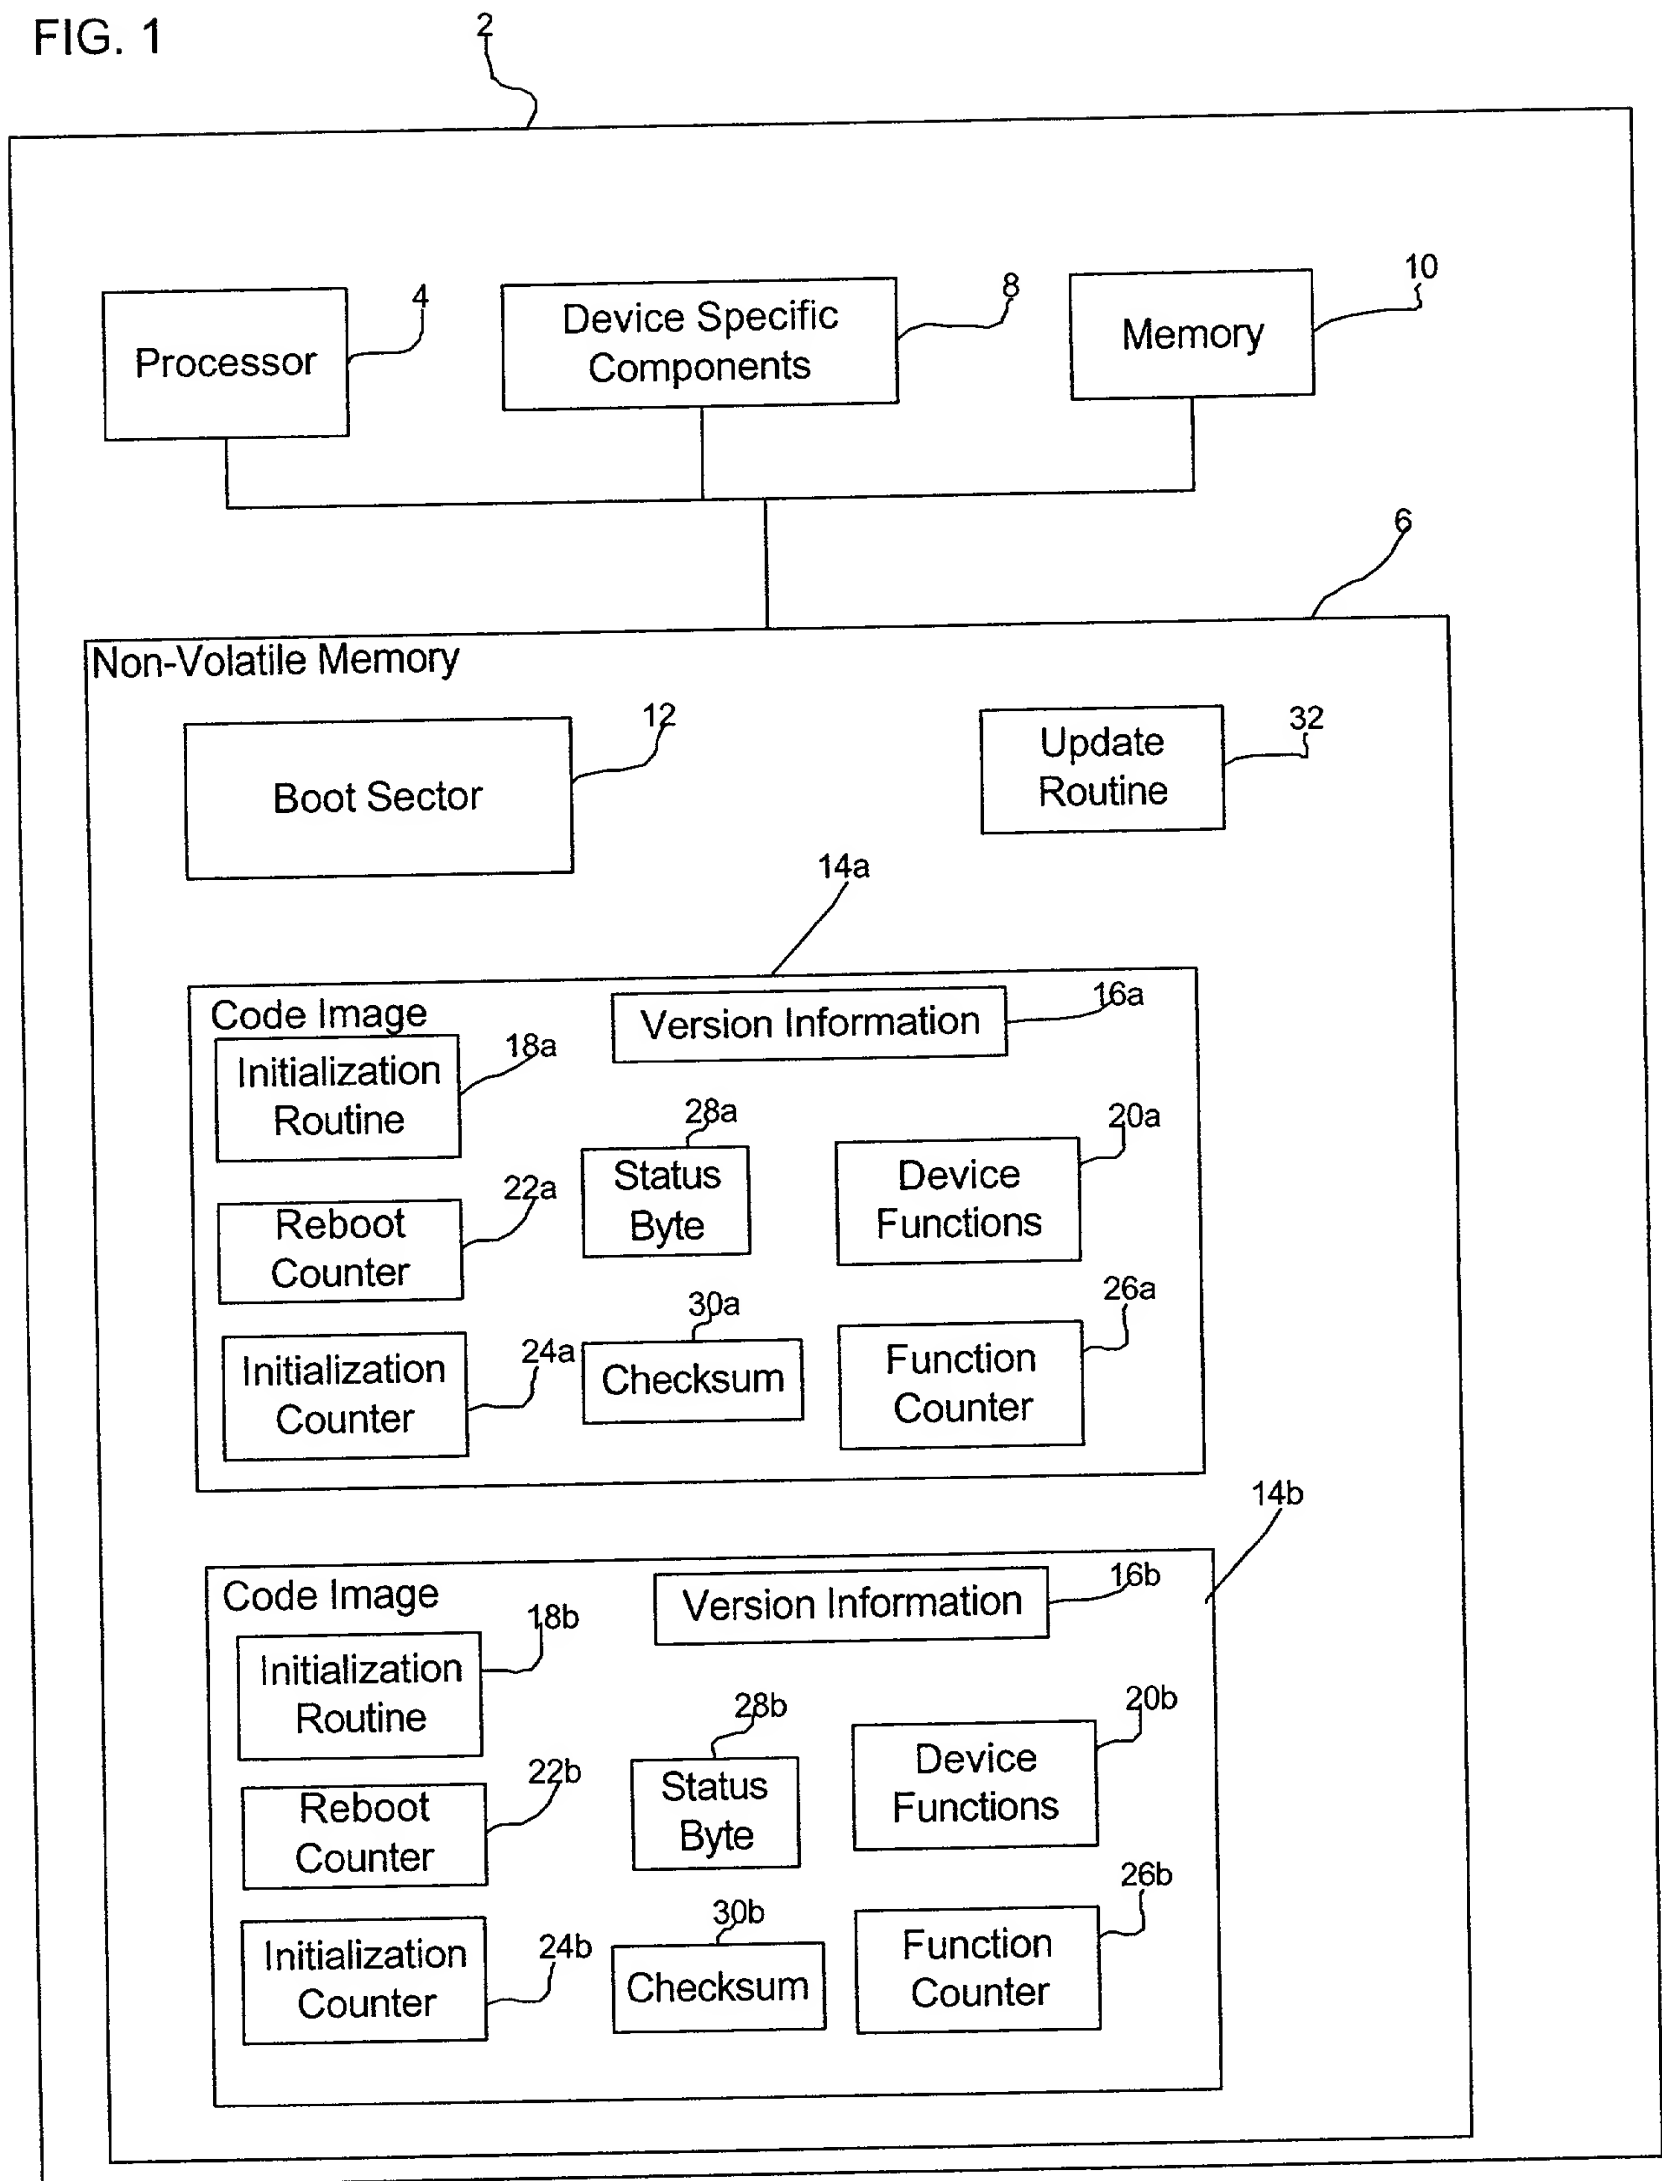 FIG. 1
2
Processor
4
Device Specific
Components
8
Memory
10
6
Non-Volatile Memory
Boot Sector
12
Update
Routine
32
14a
Code Image
Version Information
16a
Initialization
Routine
18a
28a
Status
Byte
20a
Device
Functions
22a
Reboot
Counter
30a
Checksum
26a
Function
Counter
24a
Initialization
Counter
14b
Code Image
Version Information
16b
Initialization
Routine
18b
28b
Status
Byte
20b
Device
Functions
22b
Reboot
Counter
30b
Checksum
26b
Function
Counter
24b
Initialization
Counter